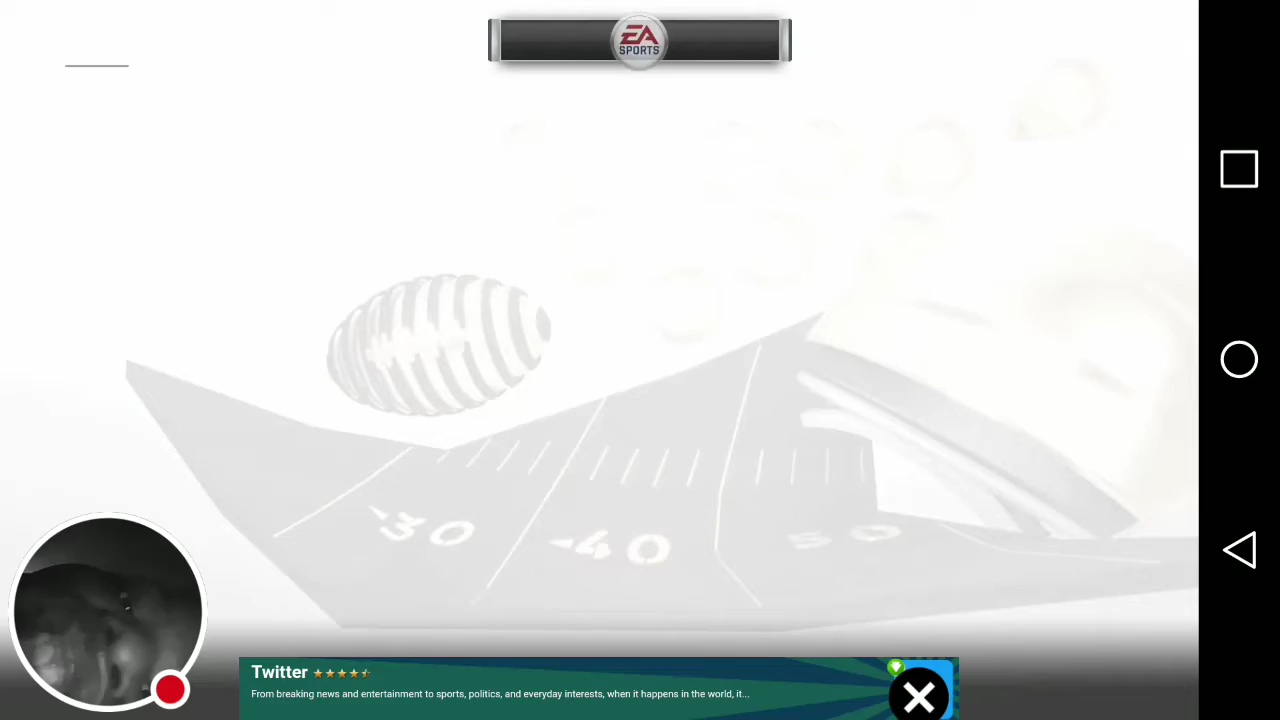 EA
SPORTS
30
40
50
Twitter
From breaking news and entertainment to sports, politics, and everyday interests, when it happens in the world, it...